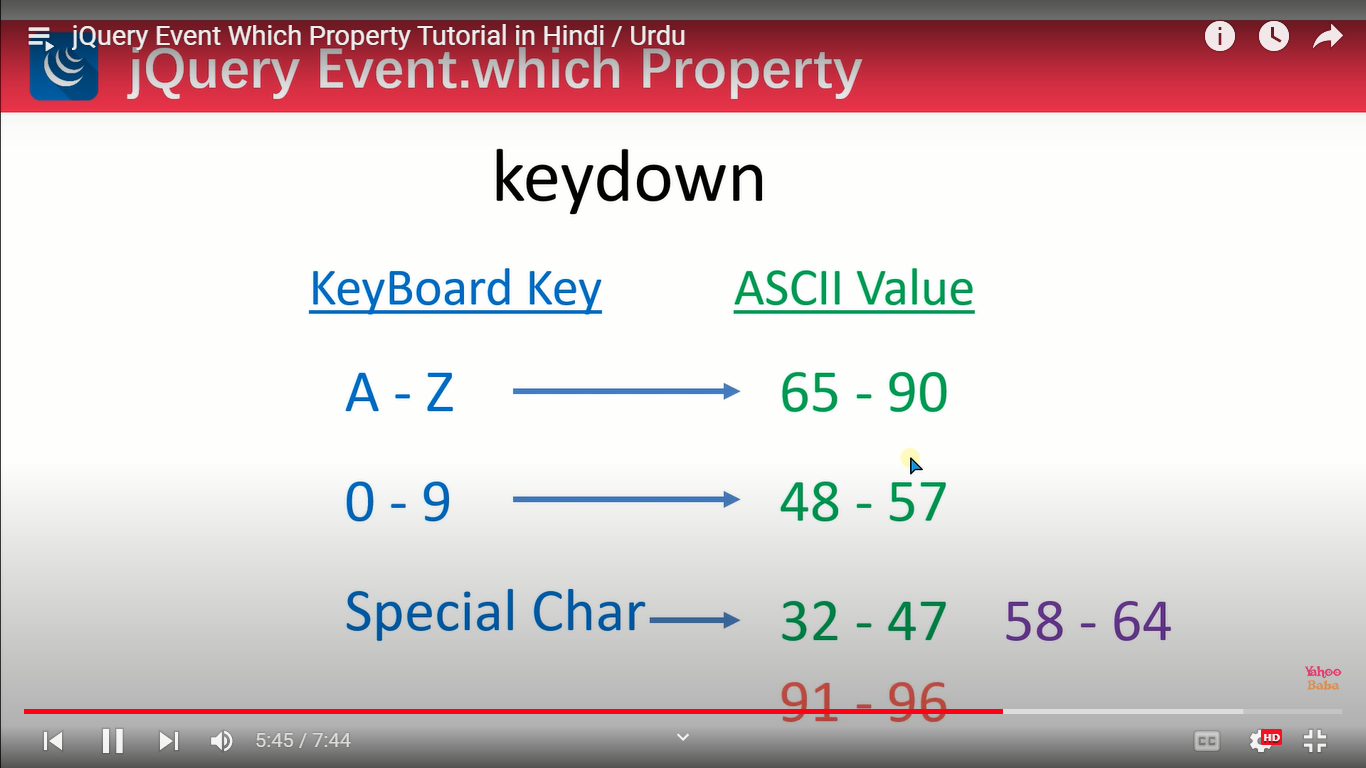 jQuery Event Which Property Tutorial in Hindi / Urdu
jQuery Event.which Property
keydown
KeyBoard Key ASCII Value
A - Z 65 - 90
0 - 9 48 - 57
Special Char 32 - 47 58 - 64
91 - 96
Yahoo
Baba
5:45 / 7:44
CC
HD